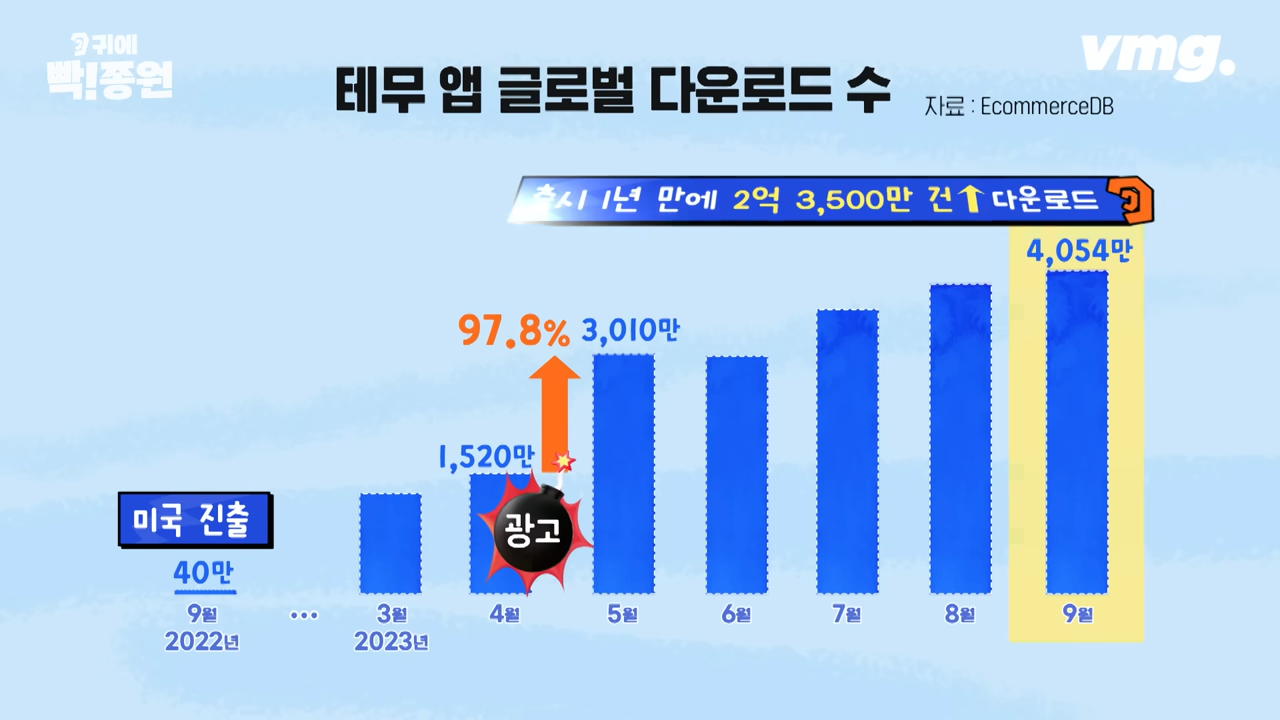 귀에
빡!종원
vmg.
테무 앱 글로벌 다운로드 수
자료 : EcommerceDB
1년 만에 2억 3,500만 건 다운로드
4,054만
97.8%
3,010만
1,520만
미국 진출
광고
40만
9월
2022년
...
3월
2023년
4월
5월
6월
7월
8월
9월